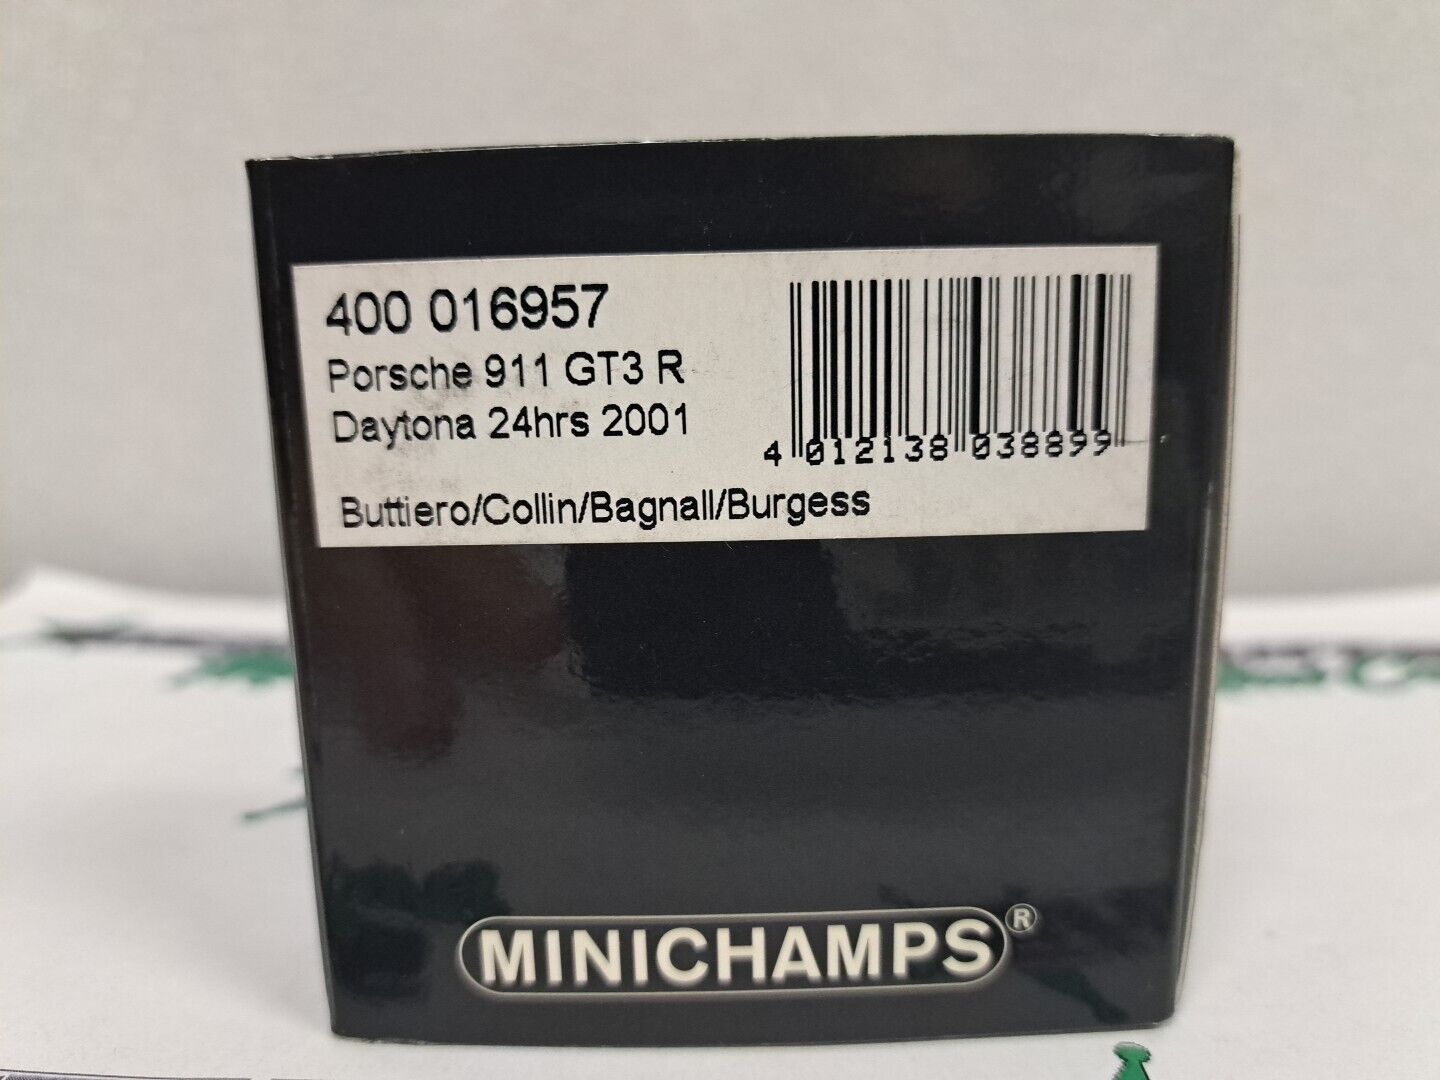 400 016957
Porsche 911 GT3 R
Daytona 24hrs 2001
4 012138 038899
Buttiero/Collin/Bagnall/Burgess
MINICHAMPS®